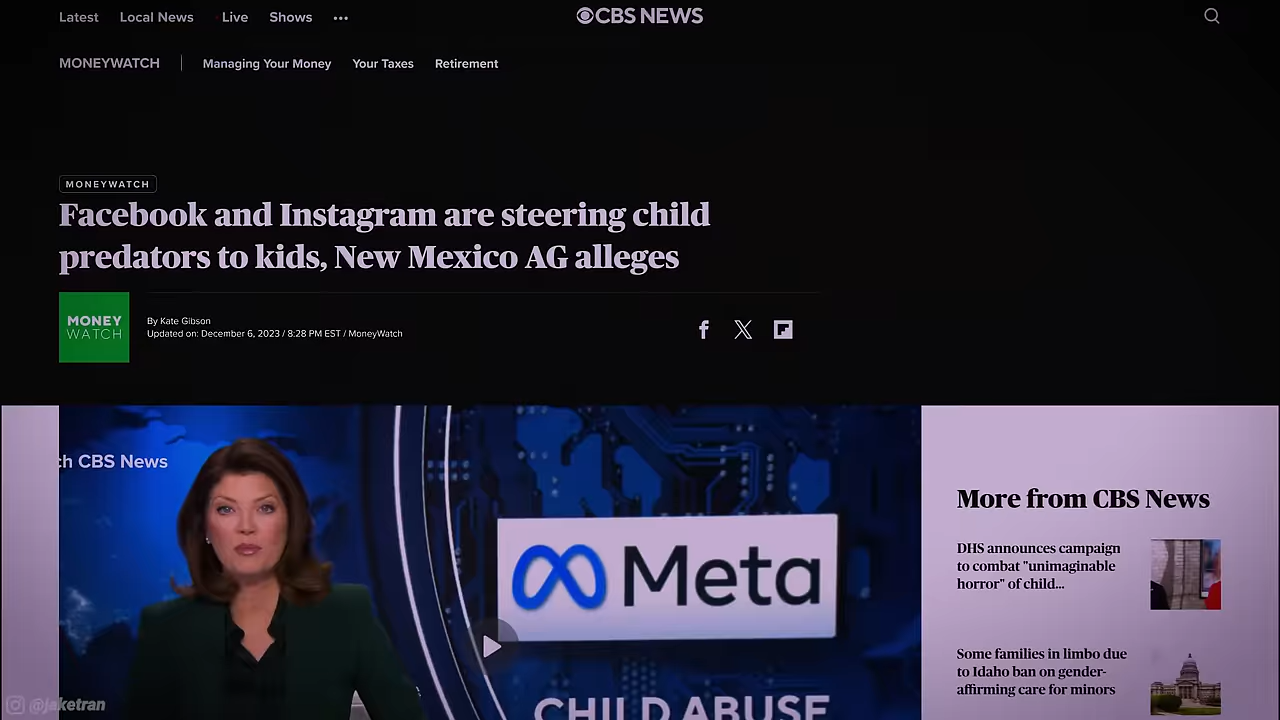 Latest Local News Live Shows •••
CBS NEWS
MONEYWATCH Managing Your Money Your Taxes Retirement
MONEYWATCH
Facebook and Instagram are steering child
predators to kids, New Mexico AG alleges
MONEY
WATCH
By Kate Gibson
Updated on: December 6, 2023 / 8:28 PM EST / MoneyWatch
ch CBS News
Meta
CHILD ABUSE
More from CBS News
DHS announces campaign
to combat "unimaginable
horror" of child...
Some families in limbo due
to Idaho ban on gender-
affirming care for minors
@jaketran